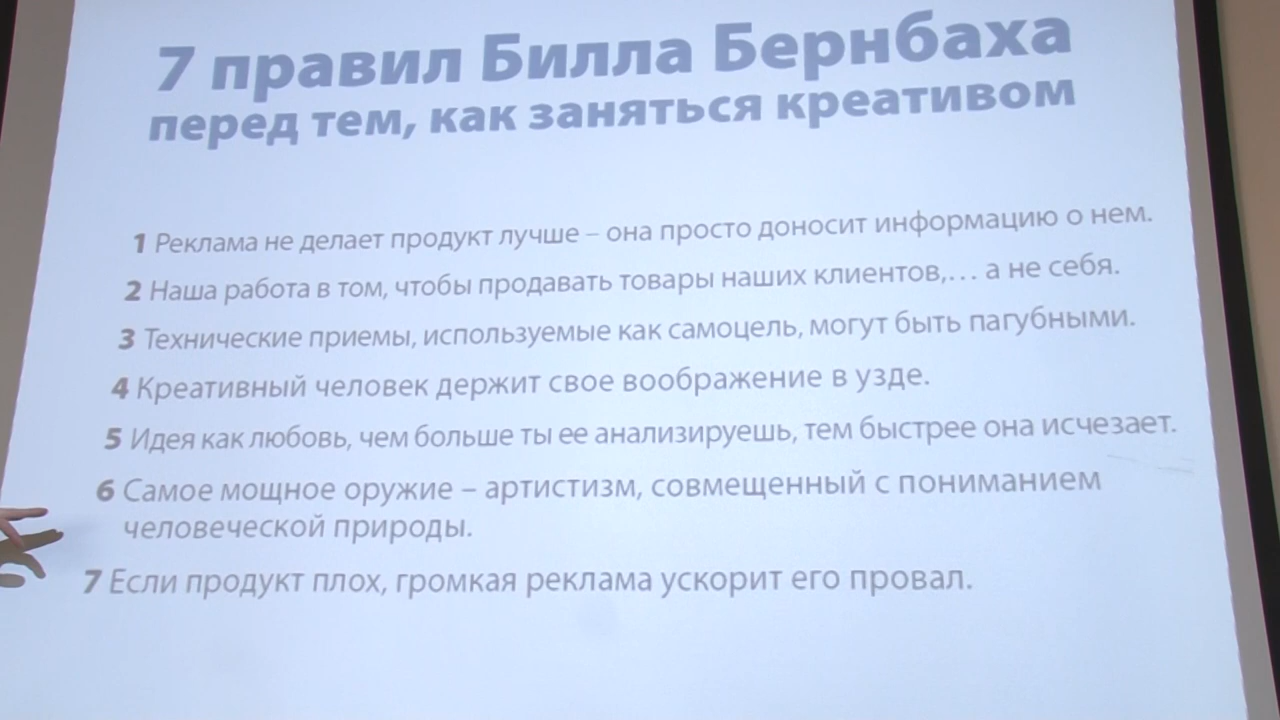 7 правил Билла Бернбаха
перед тем, как заняться креативом
1 Реклама не делает продукт лучше – она просто доносит информацию о нем.
2 Наша работа в том, чтобы продавать товары наших клиентов,… а не себя.
3 Технические приемы, используемые как самоцель, могут быть пагубными.
4 Креативный человек держит свое воображение в узде.
5 Идея как любовь, чем больше ты ее анализируешь, тем быстрее она исчезает.
6 Самое мощное оружие – артистизм, совмещенный с пониманием
человеческой природы.
7 Если продукт плох, громкая реклама ускорит его провал.